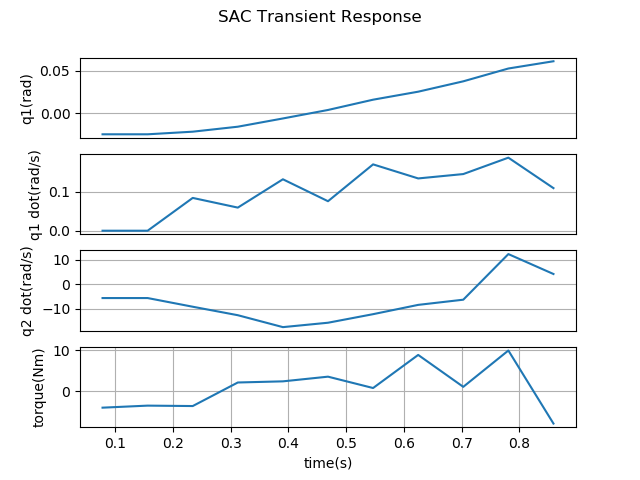 SAC Transient Response
q1(rad)
0.05
0.00
q1 dot(rad/s)
0.1
0.0
q2 dot(rad/s)
10
0
−10
torque(Nm)
10
0
0.1 0.2 0.3 0.4 0.5 0.6 0.7 0.8
time(s)